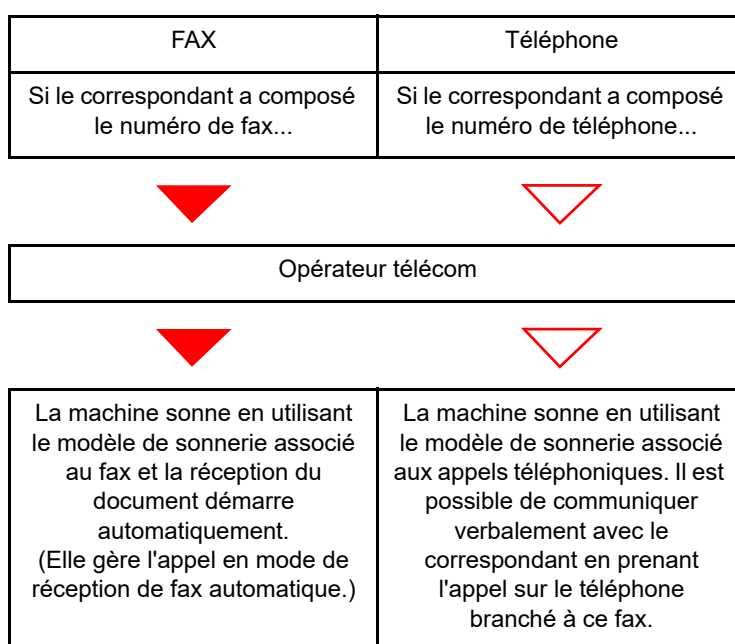 FAX
Téléphone
Si le correspondant a composé
le numéro de fax...
Si le correspondant a composé
le numéro de téléphone...
Opérateur télécom
La machine sonne en utilisant
le modèle de sonnerie associé
au fax et la réception du
document démarre
automatiquement.
(Elle gère l'appel en mode de
réception de fax automatique.)
La machine sonne en utilisant
le modèle de sonnerie associé
aux appels téléphoniques. Il est
possible de communiquer
verbalement avec le
correspondant en prenant
l'appel sur le téléphone
branché à ce fax.